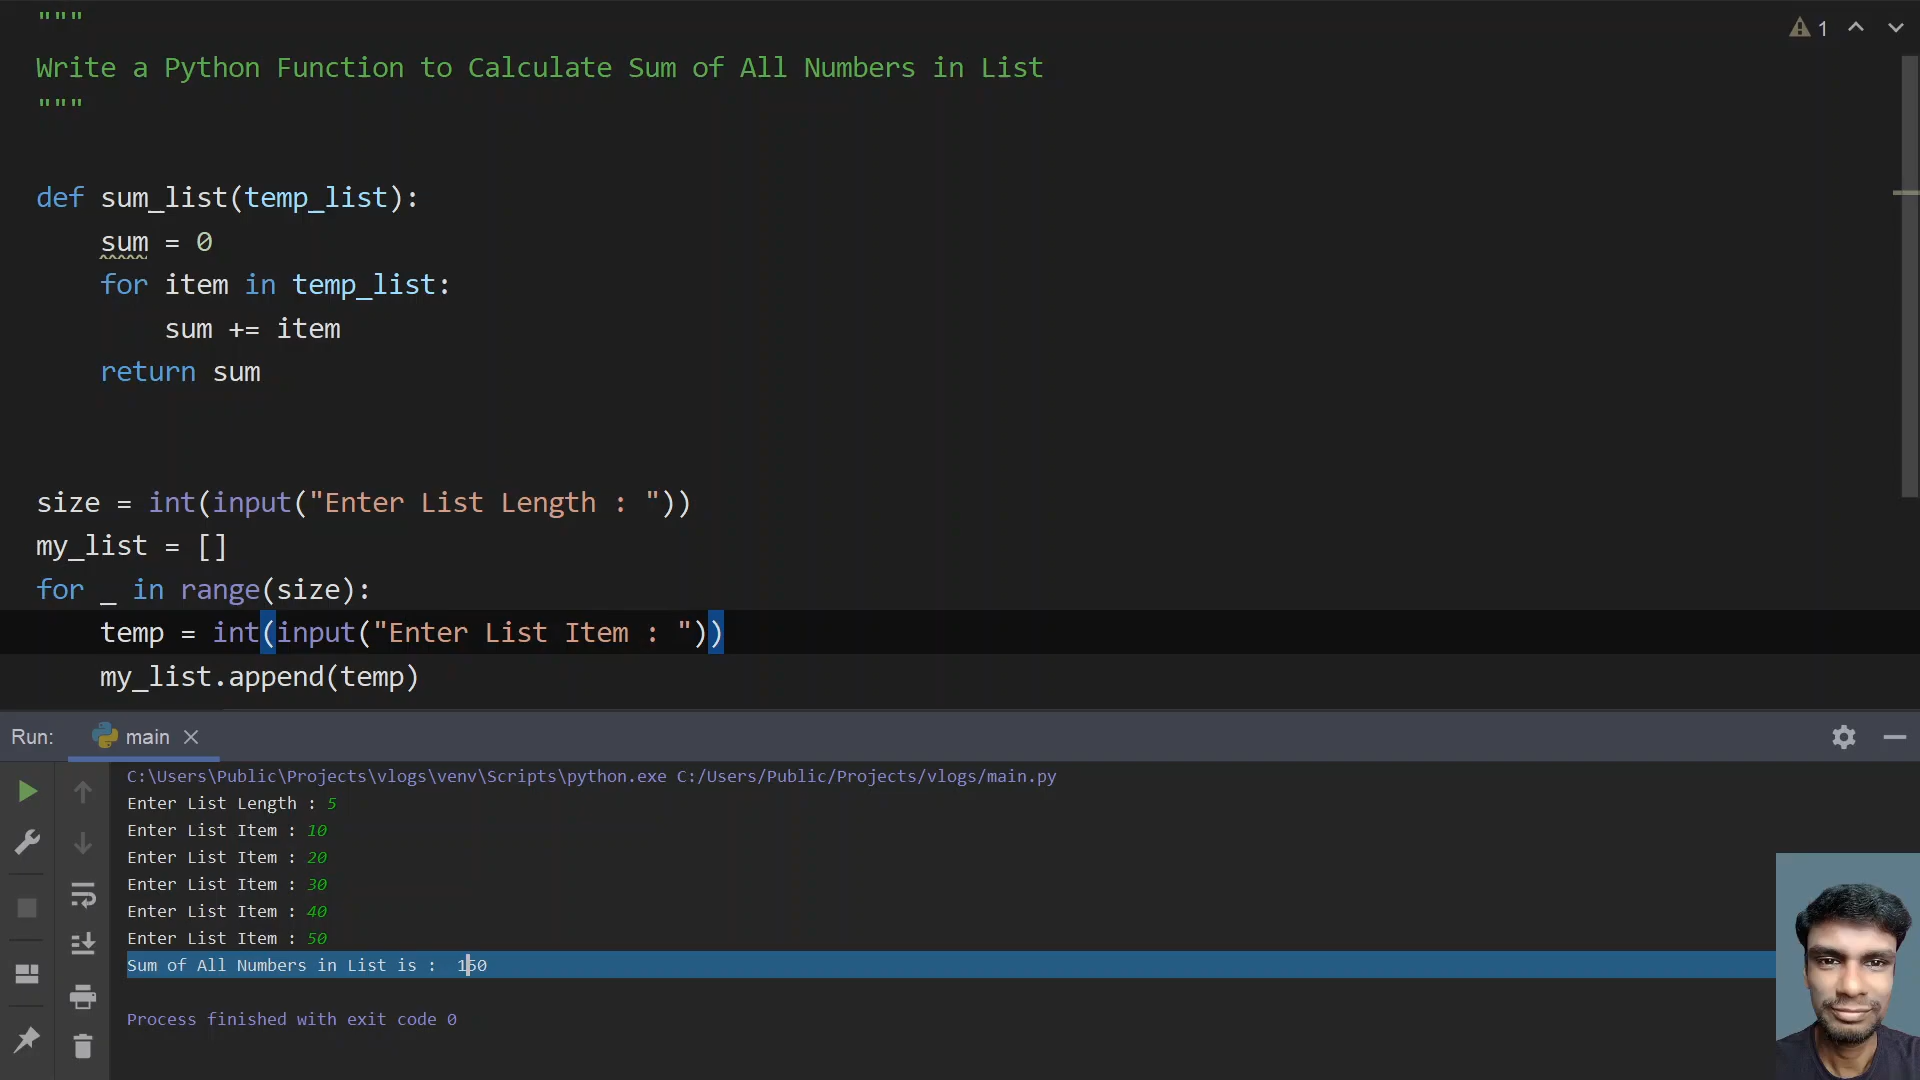 """
1
Write a Python Function to Calculate Sum of All Numbers in List
"""
def sum_list(temp_list):
    sum = 0
    for item in temp_list:
        sum += item
    return sum
size = int(input("Enter List Length : "))
my_list = []
for _ in range(size):
    temp = int(input("Enter List Item : "))
    my_list.append(temp)
Run: main
C:\Users\Public\Projects\vlogs\venv\Scripts\python.exe C:/Users/Public/Projects/vlogs/main.py
Enter List Length : 5
Enter List Item : 10
Enter List Item : 20
Enter List Item : 30
Enter List Item : 40
Enter List Item : 50
Sum of All Numbers in List is :  150
Process finished with exit code 0